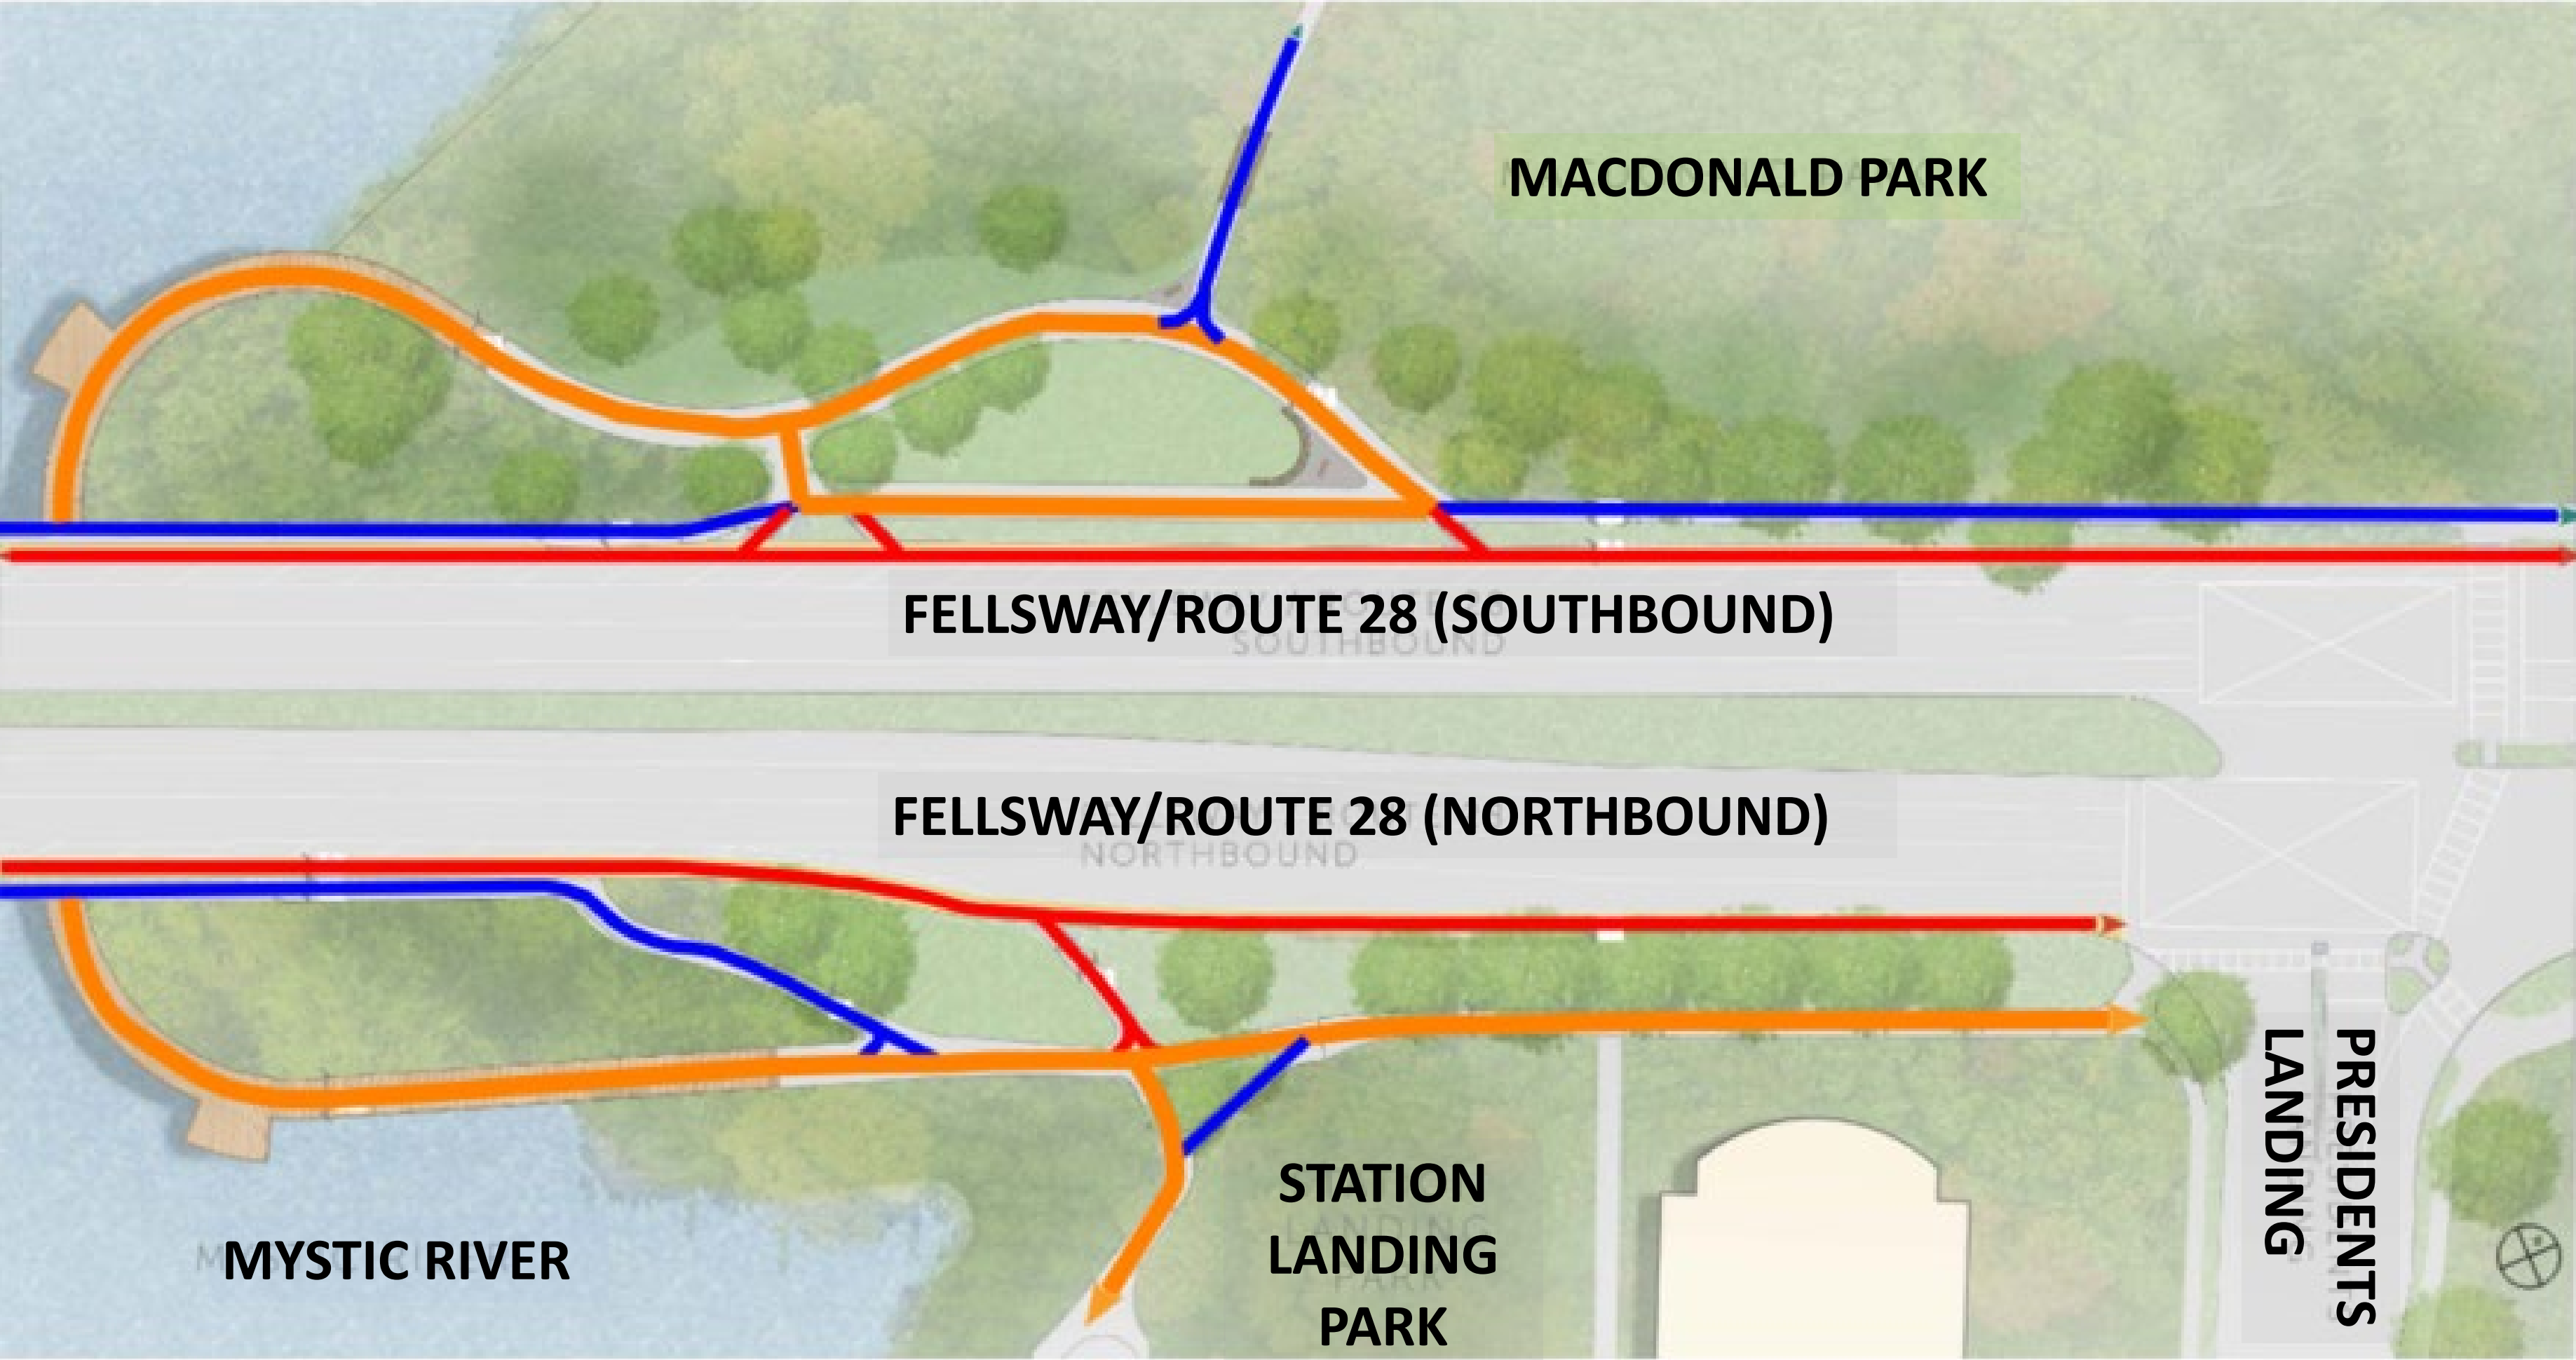 MACDONALD PARK
FELLSWAY/ROUTE 28 (SOUTHBOUND)
SOUTHBOUND
FELLSWAY/ROUTE 28 (NORTHBOUND)
NORTHBOUND
PRESIDENTS
LANDING
STATION
LANDING
PARK
MYSTIC RIVER